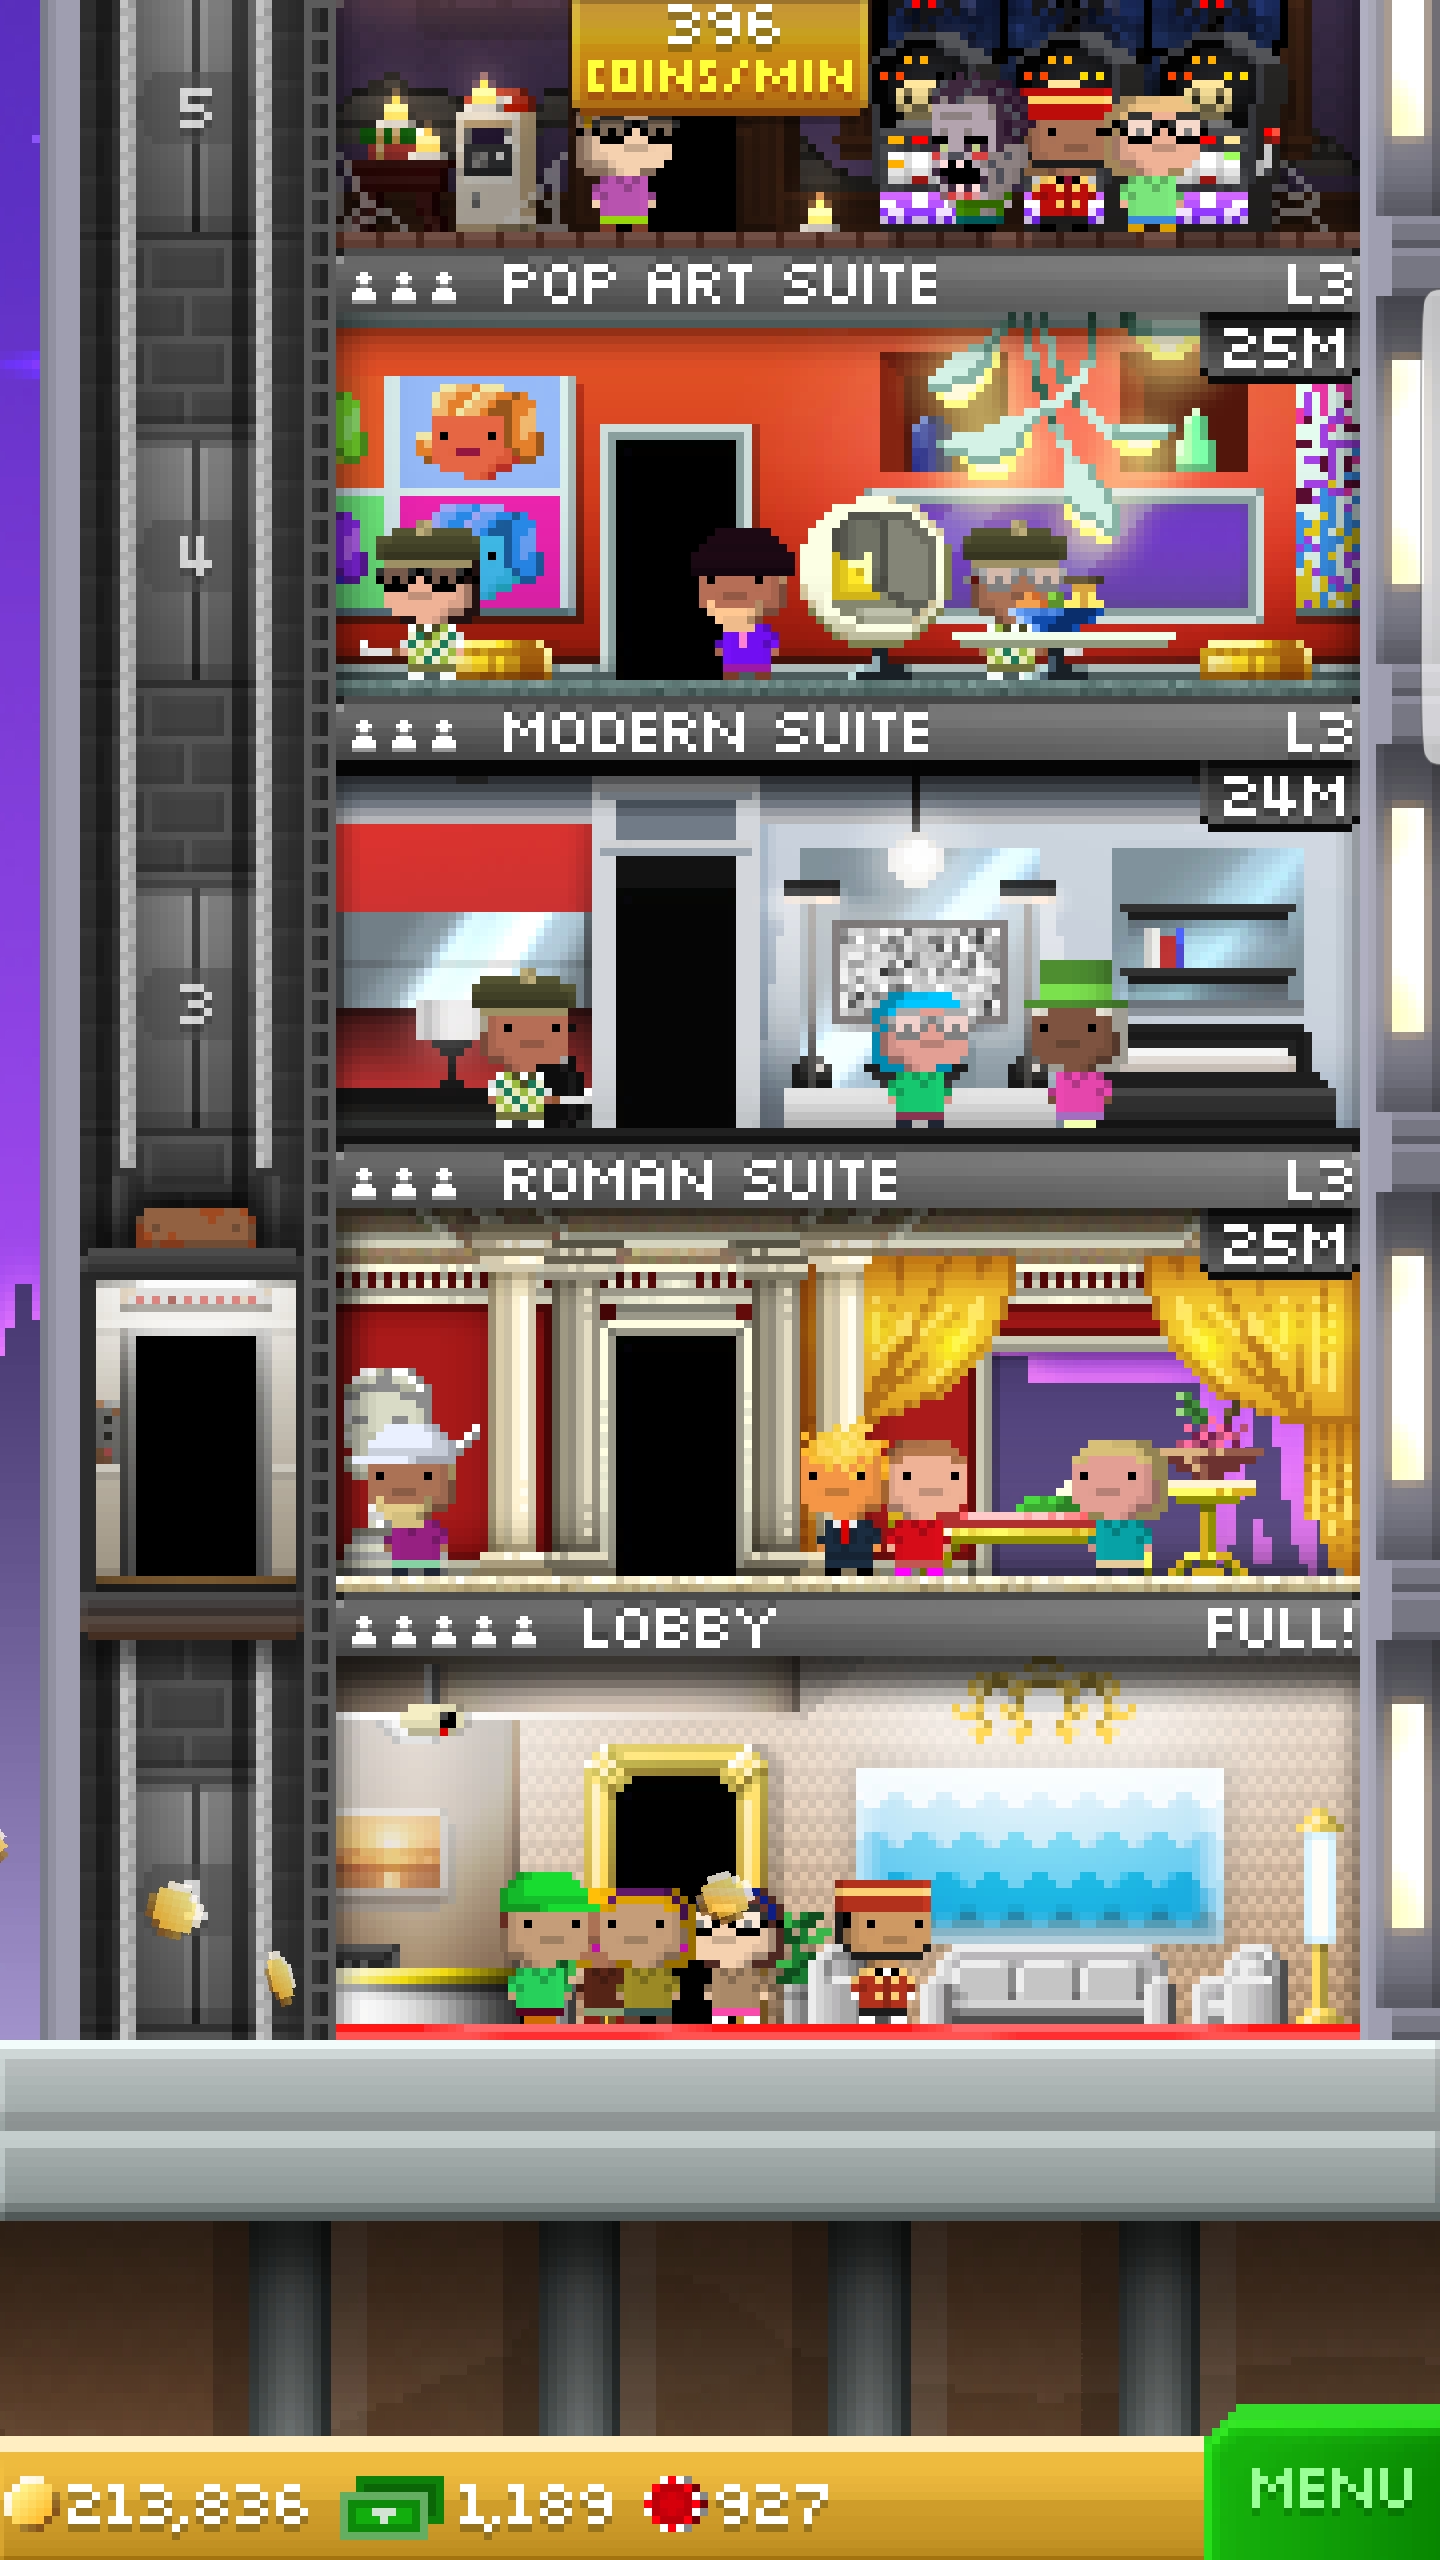 396
COINS/MIN
5
POP ART SUITE L3
25M
4
MODERN SUITE L3
24M
3
ROMAN SUITE L3
25M
LOBBY FULL!
213,836 1,189 927
MENU